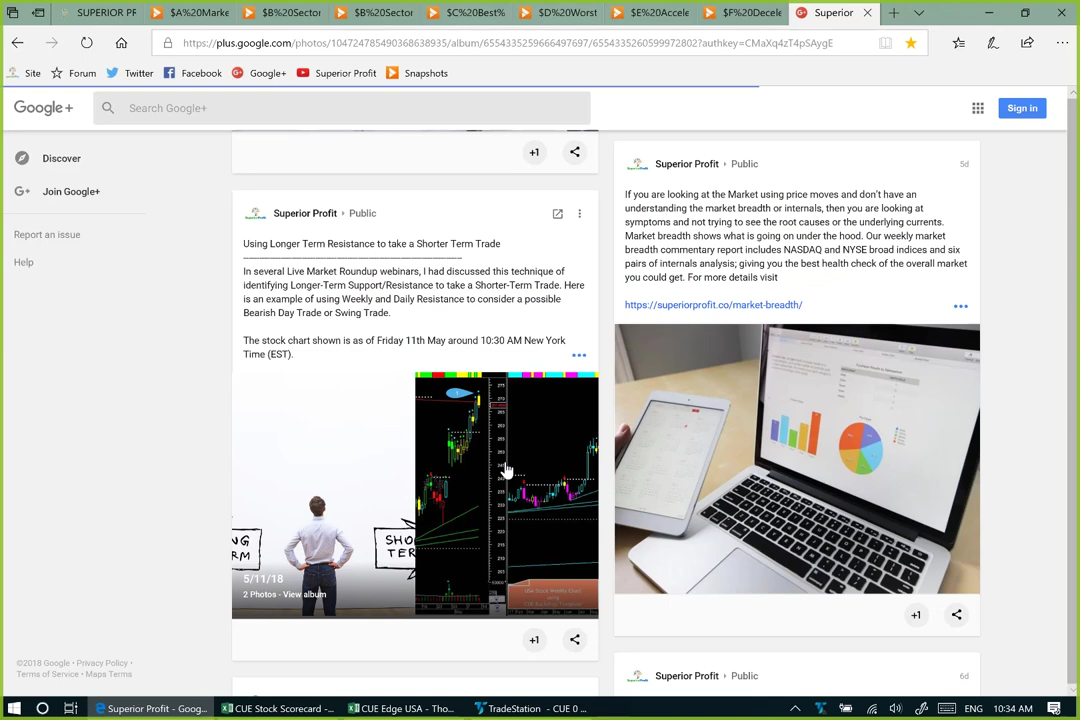 SUPERIOR PR
$A%20Marke
$B%20Sector
$B%20Sector
$C%20Best%
$D%20Worst
$E%20Accele
$F%20Decele
Superior
https://plus.google.com/photos/104724785490368638935/album/6554335259666497697/6554335260599972802?authkey=CMaXq4zT4pSAygE
Site
Forum
Twitter
Facebook
Google+
Superior Profit
Snapshots
Google+
Search Google+
Sign in
Discover
Join Google+
Report an issue
Help
+1
Superior Profit
Public
Using Longer Term Resistance to take a Shorter Term Trade
In several Live Market Roundup webinars, I had discussed this technique of
identifying Longer-Term Support/Resistance to take a Shorter-Term Trade. Here
is an example of using Weekly and Daily Resistance to consider a possible
Bearish Day Trade or Swing Trade.
The stock chart shown is as of Friday 11th May around 10:30 AM New York
Time (EST).
5/11/18
2 Photos - View album
+1
Superior Profit
Public
5d
If you are looking at the Market using price moves and don't have an
understanding the market breadth or internals, then you are looking at
symptoms and not trying to see the root causes or the underlying currents.
Market breadth shows what is going on under the hood. Our weekly market
breadth commentary report includes NASDAQ and NYSE broad indices and six
pairs of internals analysis; giving you the best health check of the overall market
you could get. For more details visit
https://superiorprofit.co/market-breadth/
+1
Superior Profit
Public
6d
©2018 Google • Privacy Policy •
Terms of Service • Maps Terms
Superior Profit - Goog...
CUE Stock Scorecard -...
CUE Edge USA - Tho...
TradeStation - CUE 0 ...
ENG
10:34 AM